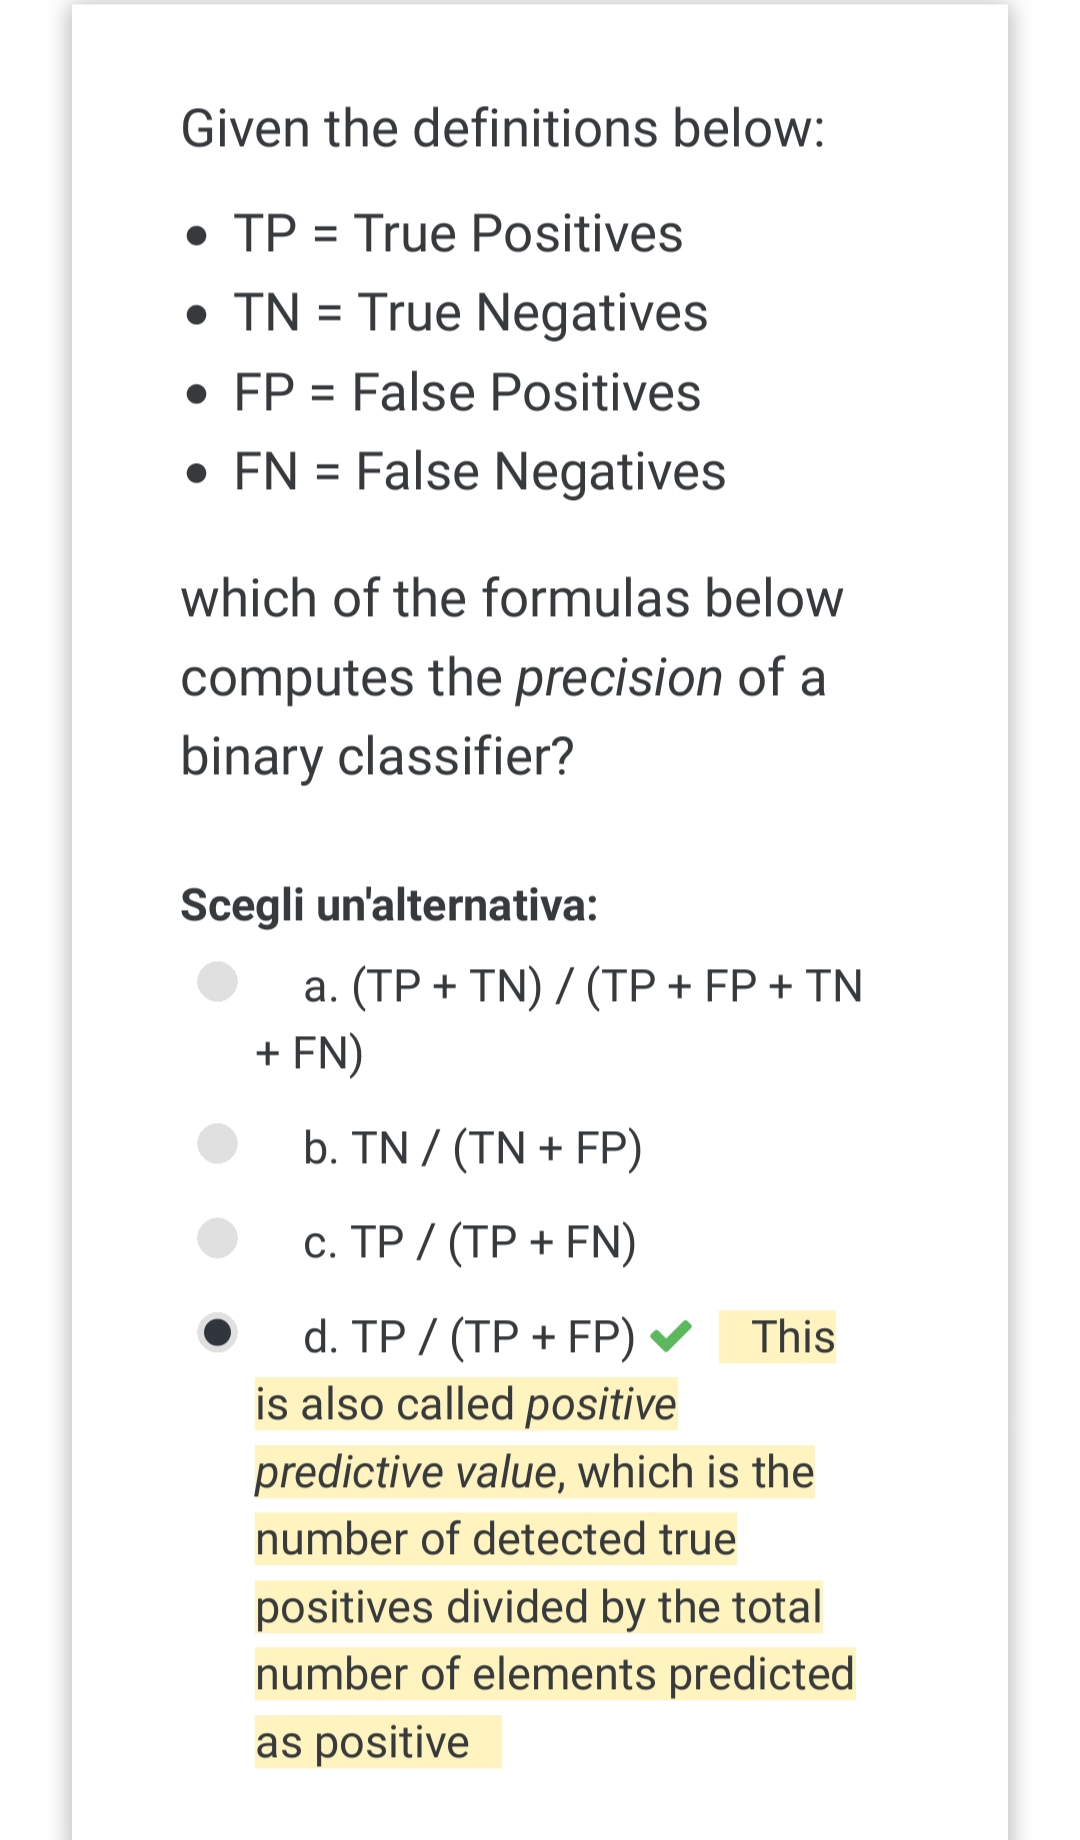 Given the definitions below:
• TP = True Positives
• TN = True Negatives
• FP = False Positives
• FN = False Negatives
which of the formulas below
computes the precision of a
binary classifier?
Scegli un'alternativa:
a. (TP + TN) / (TP + FP + TN
+ FN)
b. TN / (TN + FP)
c. TP / (TP + FN)
d. TP / (TP + FP) ✔ This
is also called positive
predictive value, which is the
number of detected true
positives divided by the total
number of elements predicted
as positive